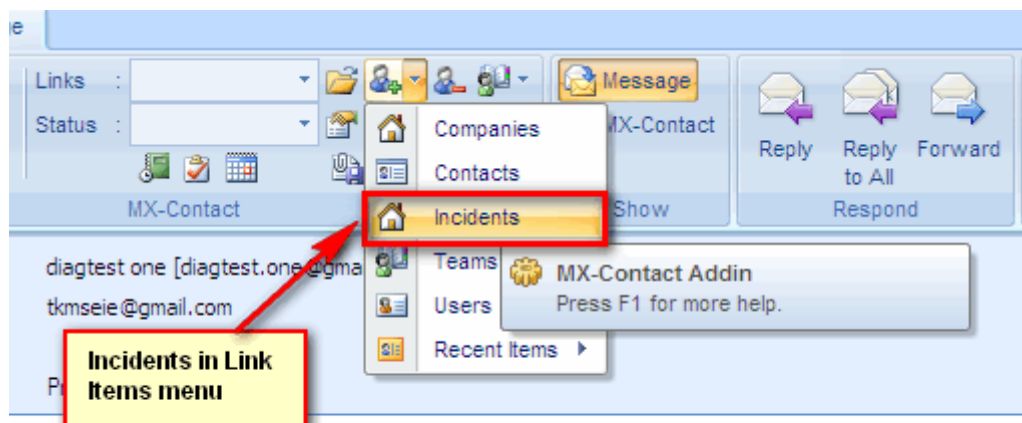 Links :
Status :
MX-Contact
Message
MX-Contact
Show
Reply
Reply to All
Forward
Respond
Companies
Contacts
Incidents
Teams
Users
Recent Items
MX-Contact Addin
Press F1 for more help.
diagtest one [diagtest.one@gma
tkmseie@gmail.com
Incidents in Link
Items menu